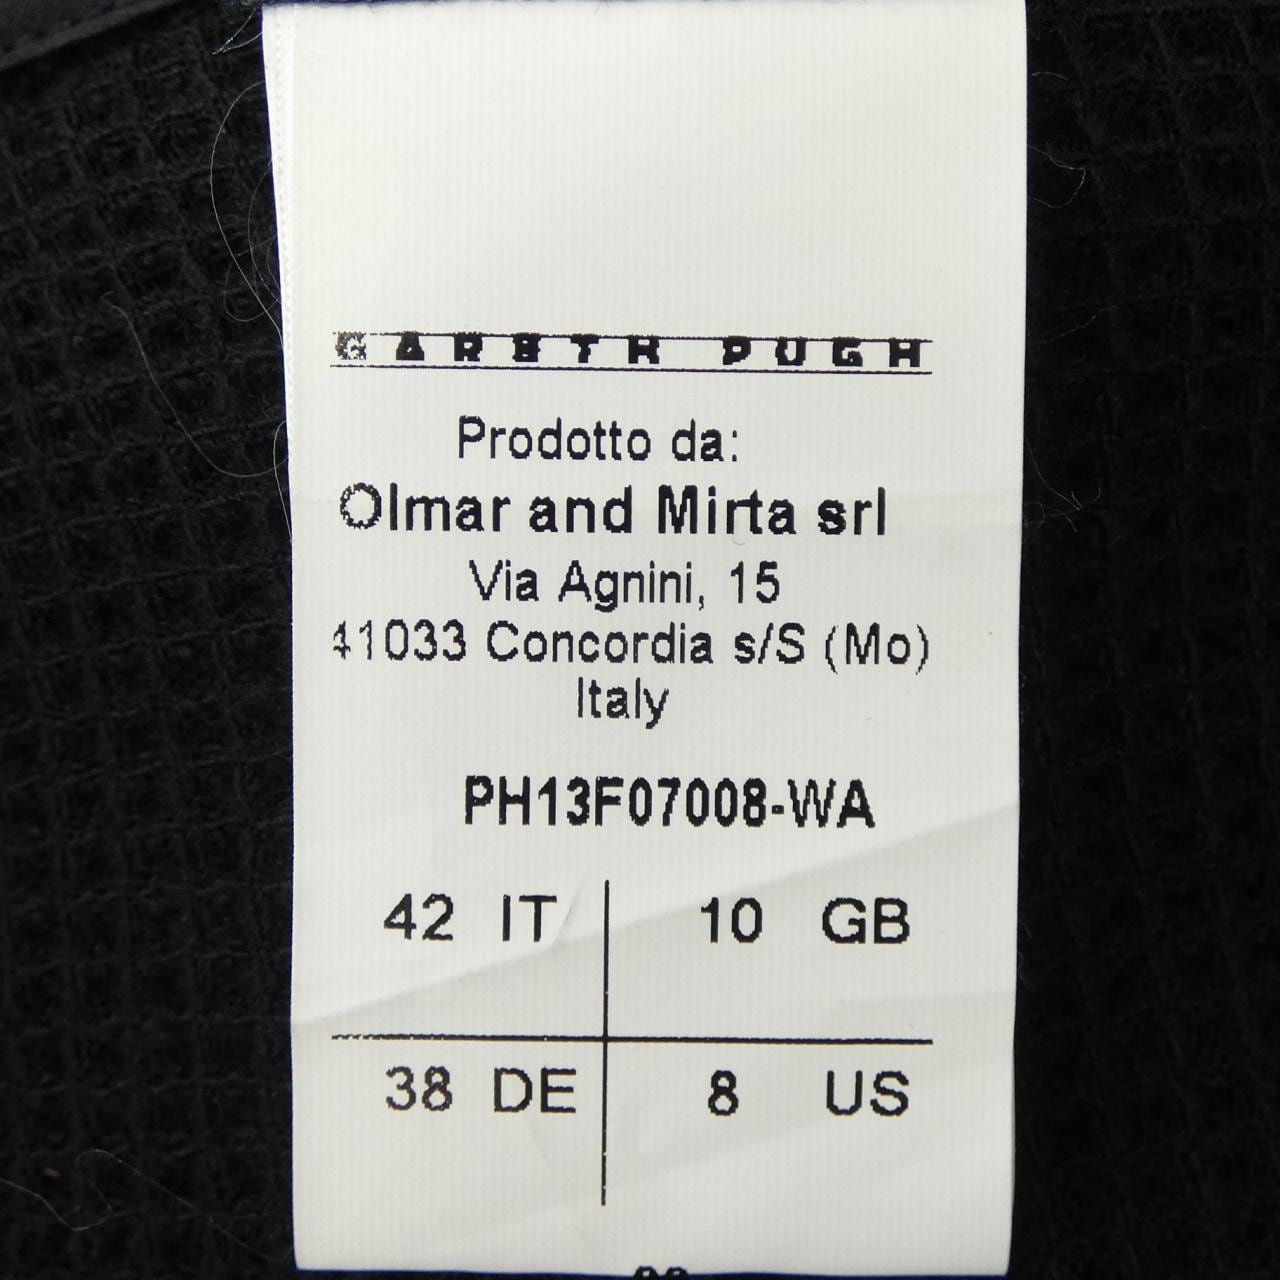 GARETH PUGH
Prodotto da:
Olmar and Mirta srl
Via Agnini, 15
41033 Concordia s/S (Mo)
Italy
PH13F07008-WA
42 IT 10 GB
38 DE 8 US